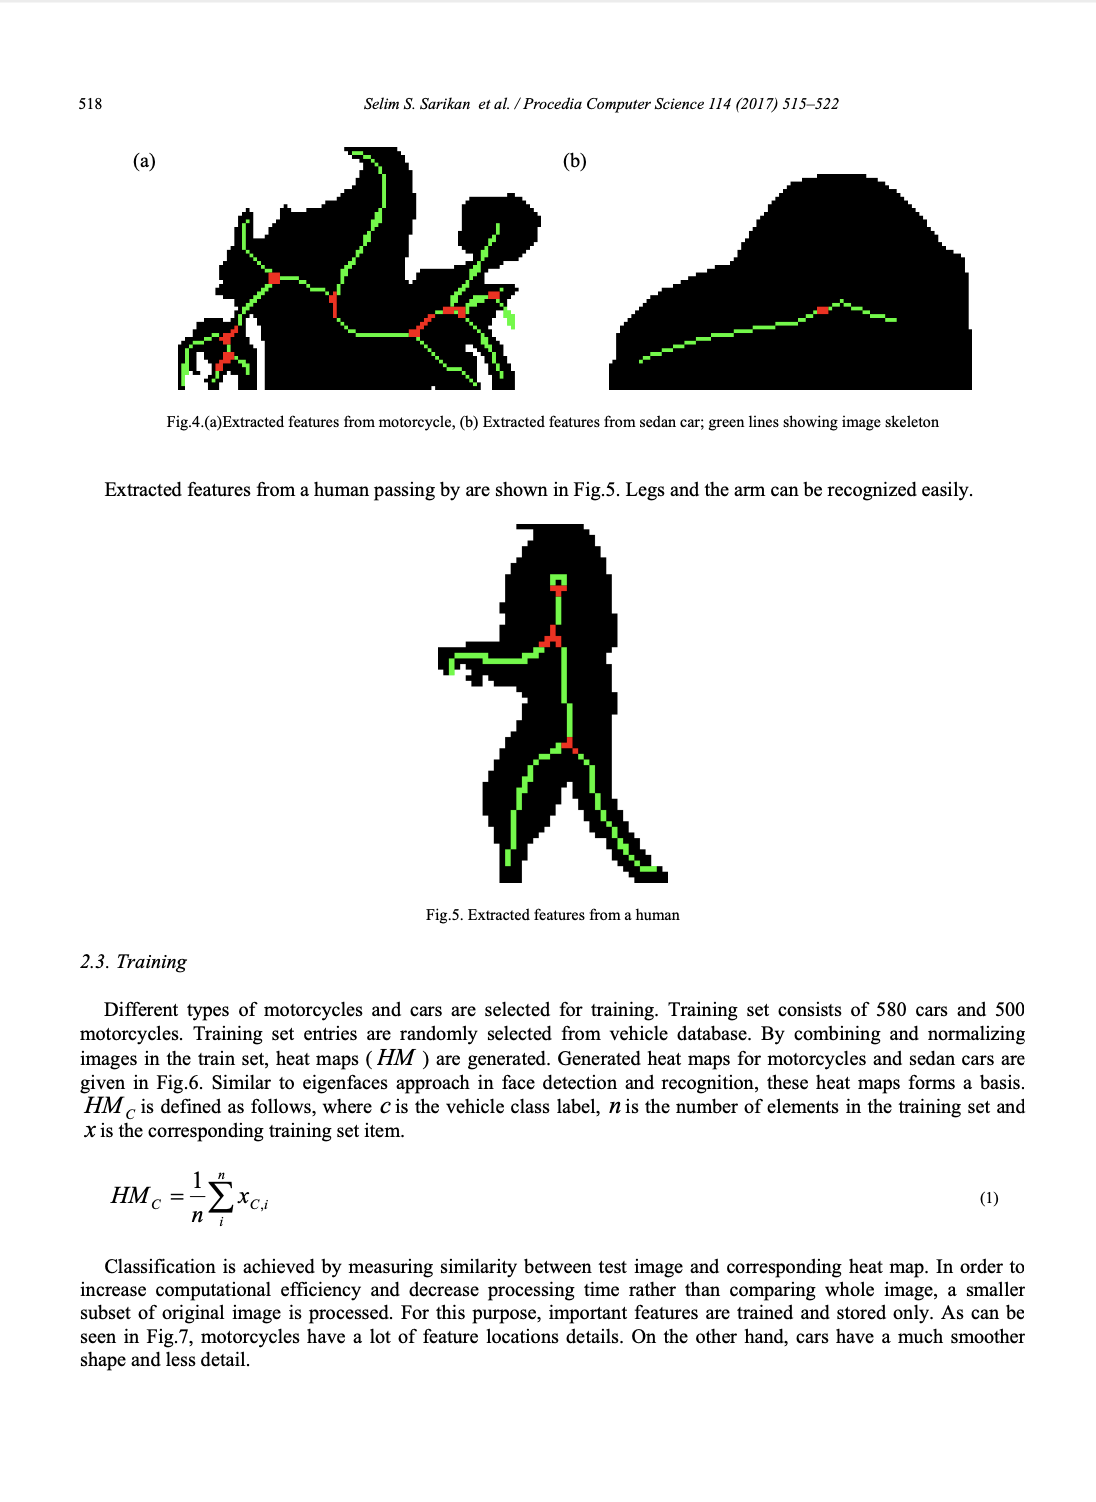 518
Selim S. Sarikan et al. / Procedia Computer Science 114 (2017) 515–522
(a)
(b)
Fig.4.(a)Extracted features from motorcycle, (b) Extracted features from sedan car; green lines showing image skeleton
Extracted features from a human passing by are shown in Fig.5. Legs and the arm can be recognized easily.
Fig.5. Extracted features from a human
2.3. Training
Different types of motorcycles and cars are selected for training. Training set consists of 580 cars and 500
motorcycles. Training set entries are randomly selected from vehicle database. By combining and normalizing
images in the train set, heat maps ( HM ) are generated. Generated heat maps for motorcycles and sedan cars are
given in Fig.6. Similar to eigenfaces approach in face detection and recognition, these heat maps forms a basis.
HM C is defined as follows, where c is the vehicle class label, n is the number of elements in the training set and
x is the corresponding training set item.
HM C = 1/n ∑ i n x C,i (1)
Classification is achieved by measuring similarity between test image and corresponding heat map. In order to
increase computational efficiency and decrease processing time rather than comparing whole image, a smaller
subset of original image is processed. For this purpose, important features are trained and stored only. As can be
seen in Fig.7, motorcycles have a lot of feature locations details. On the other hand, cars have a much smoother
shape and less detail.